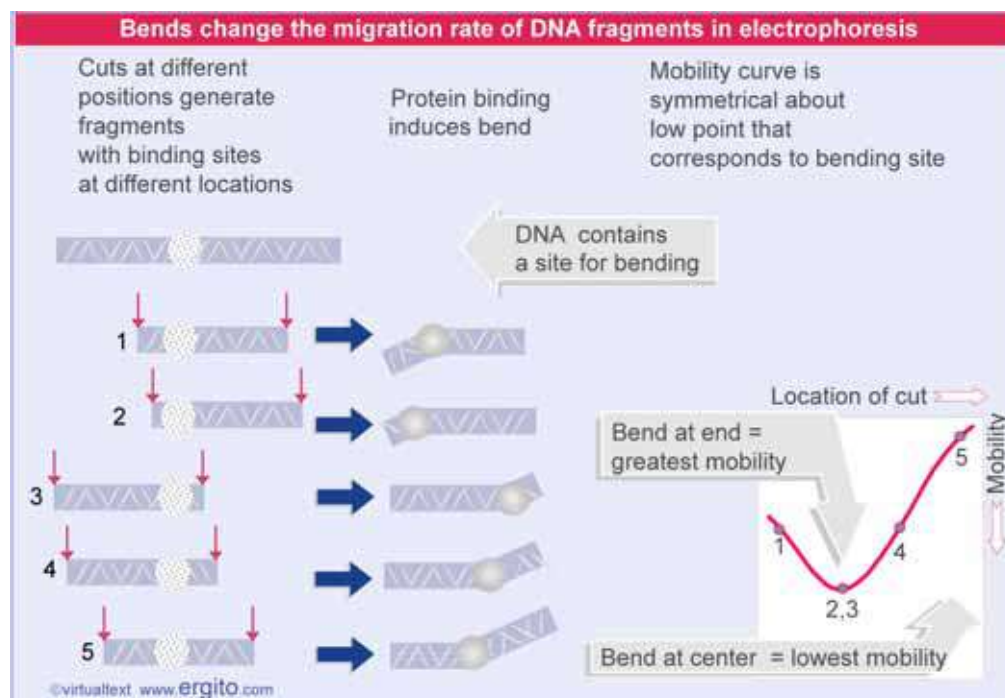 Bends change the migration rate of DNA fragments in electrophoresis
Cuts at different
positions generate
fragments
with binding sites
at different locations
Protein binding
induces bend
Mobility curve is
symmetrical about
low point that
corresponds to bending site
DNA contains
a site for bending
1
2
3
4
5
Location of cut
Mobility
Bend at end =
greatest mobility
5
1
4
2,3
Bend at center = lowest mobility
©virtualtext www.ergito.com